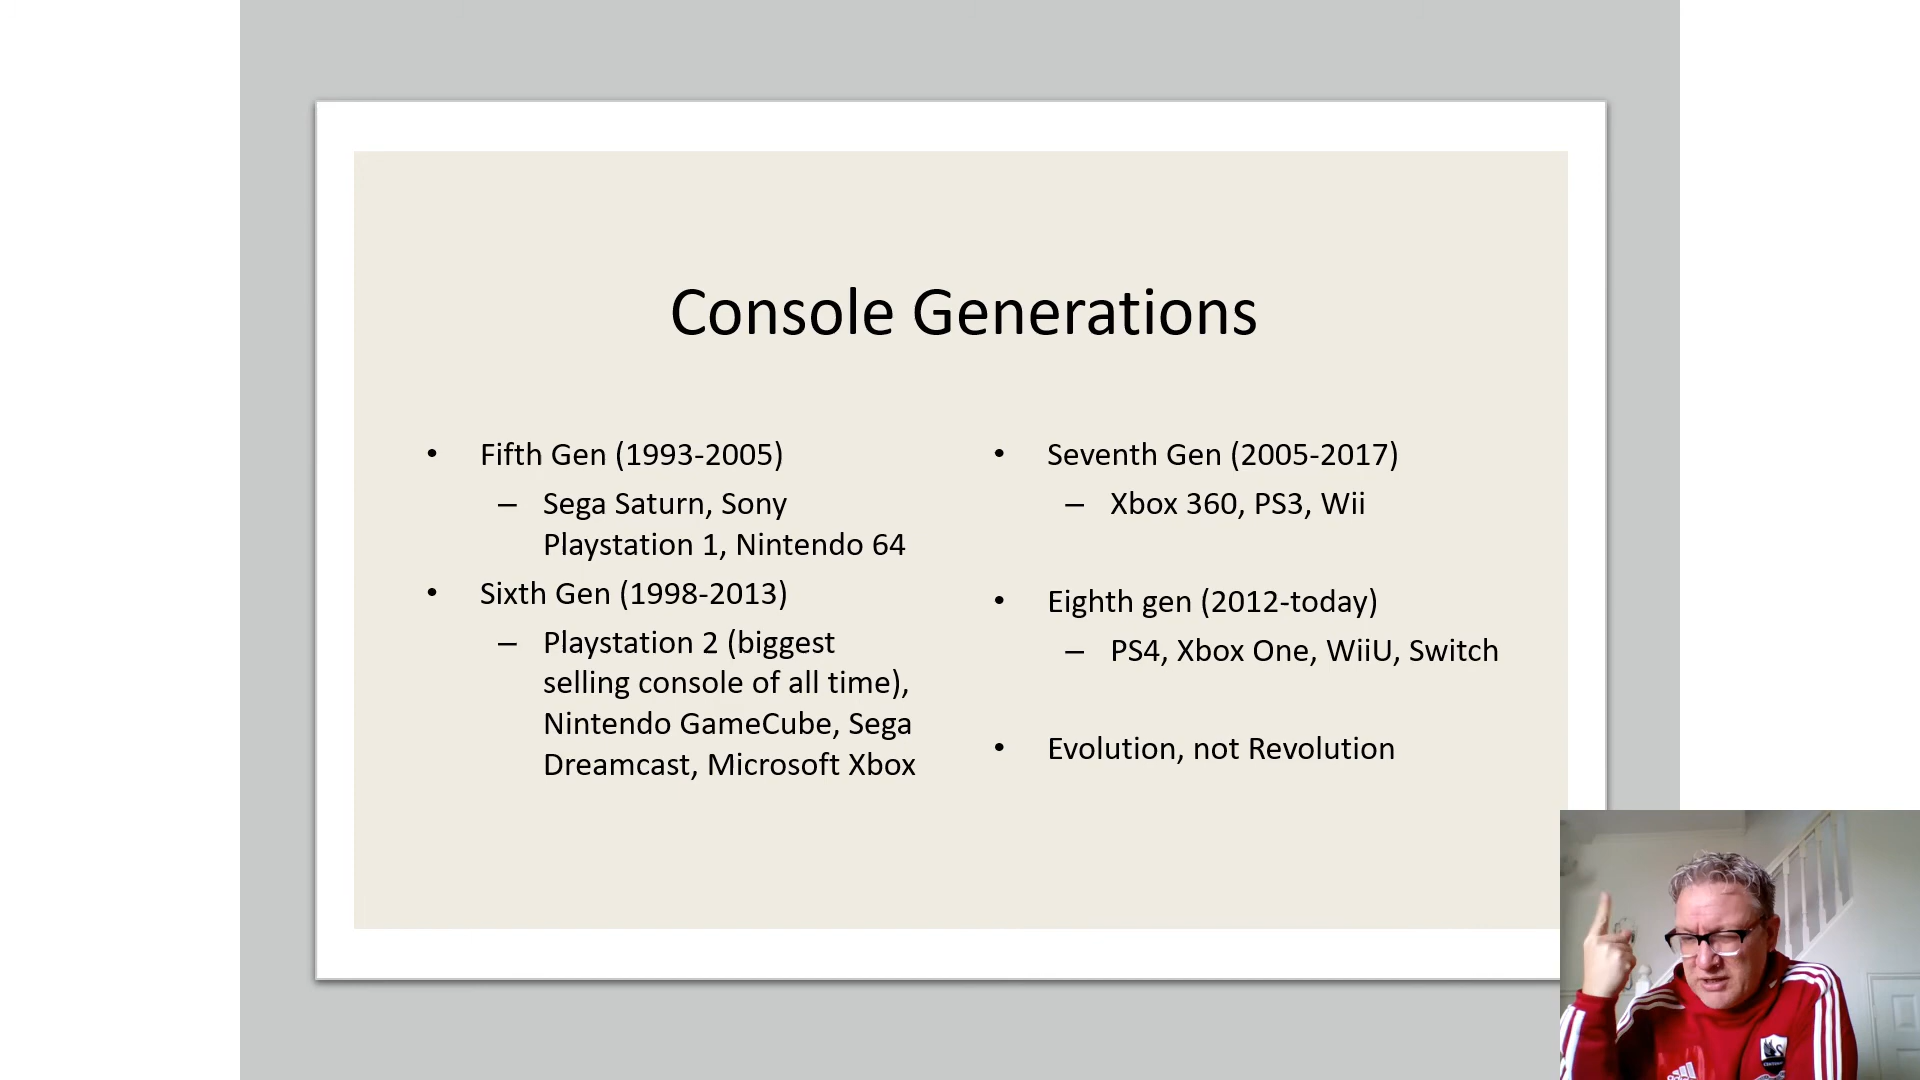 Console Generations
• Fifth Gen (1993-2005)
– Sega Saturn, Sony
Playstation 1, Nintendo 64
• Sixth Gen (1998-2013)
– Playstation 2 (biggest
selling console of all time),
Nintendo GameCube, Sega
Dreamcast, Microsoft Xbox
• Seventh Gen (2005-2017)
– Xbox 360, PS3, Wii
• Eighth gen (2012-today)
– PS4, Xbox One, WiiU, Switch
• Evolution, not Revolution